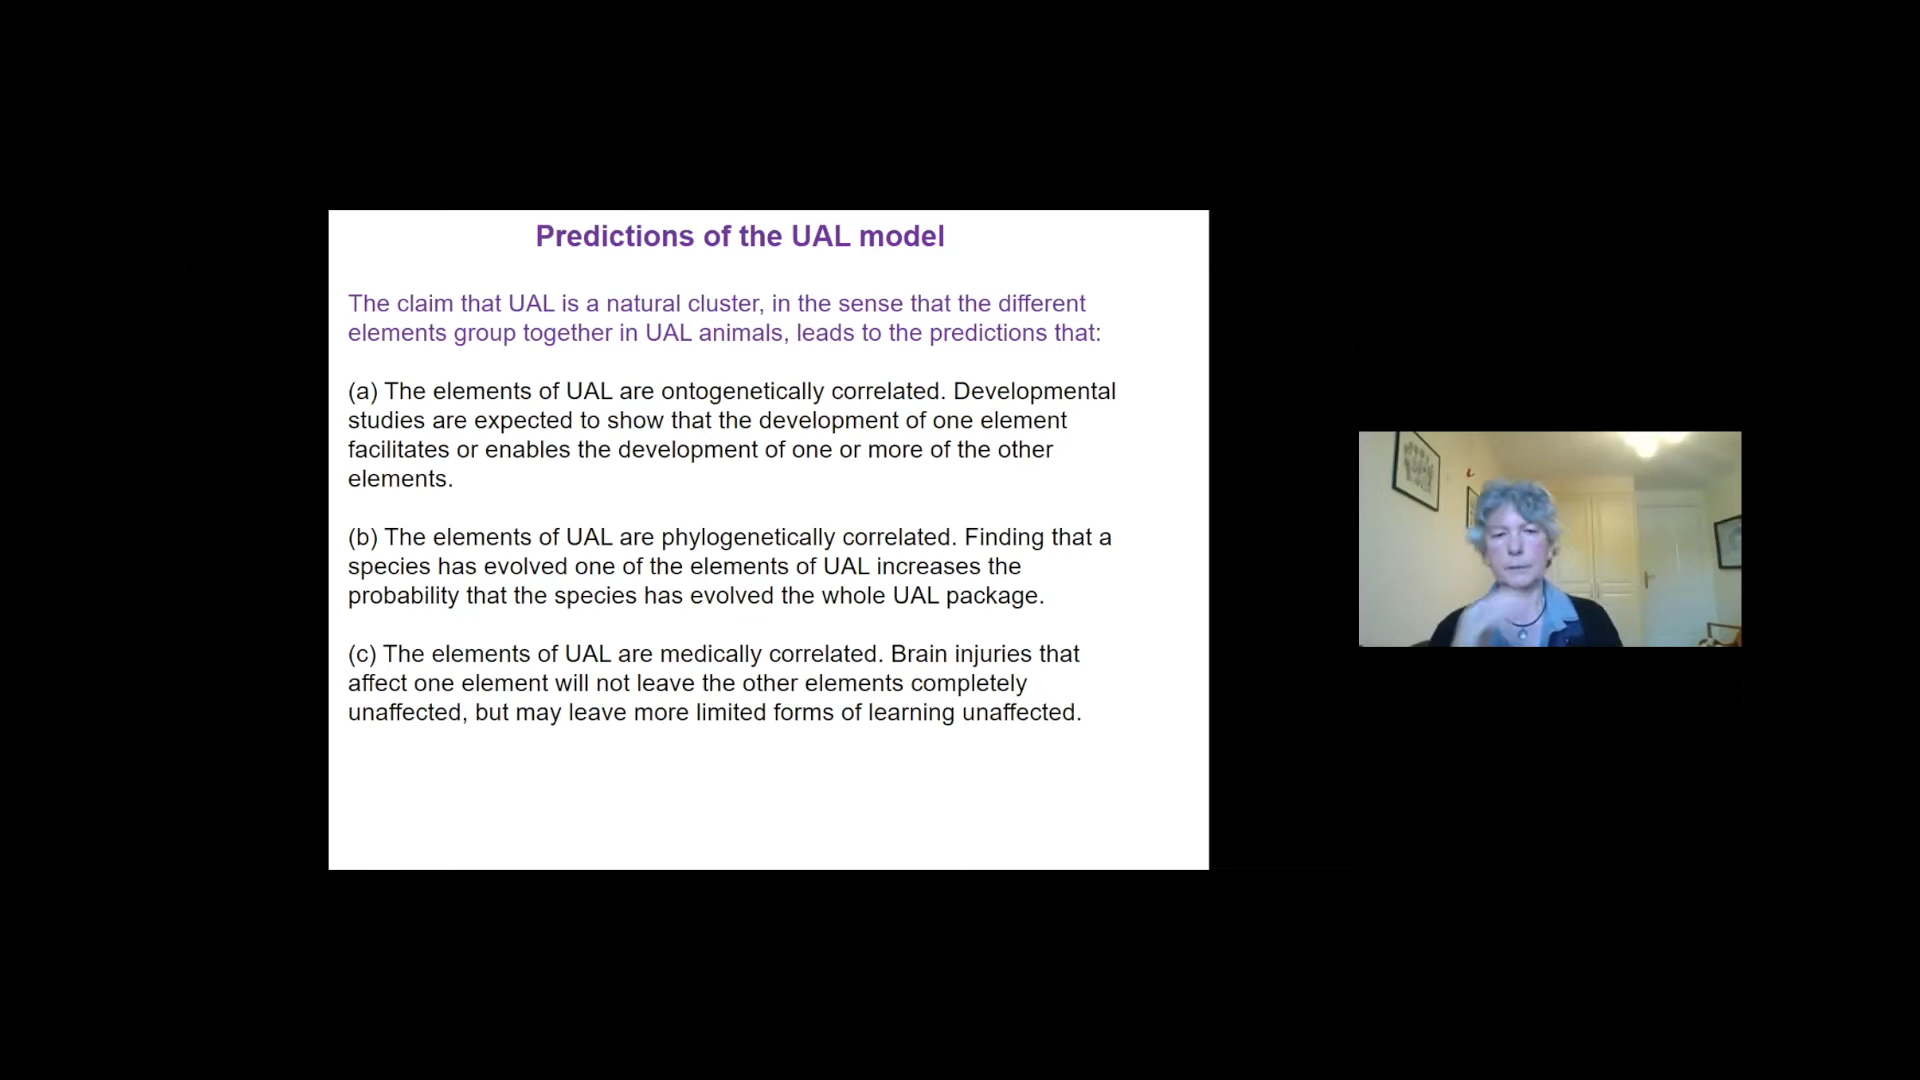 Predictions of the UAL model
The claim that UAL is a natural cluster, in the sense that the different
elements group together in UAL animals, leads to the predictions that:
(a) The elements of UAL are ontogenetically correlated. Developmental
studies are expected to show that the development of one element
facilitates or enables the development of one or more of the other
elements.
(b) The elements of UAL are phylogenetically correlated. Finding that a
species has evolved one of the elements of UAL increases the
probability that the species has evolved the whole UAL package.
(c) The elements of UAL are medically correlated. Brain injuries that
affect one element will not leave the other elements completely
unaffected, but may leave more limited forms of learning unaffected.